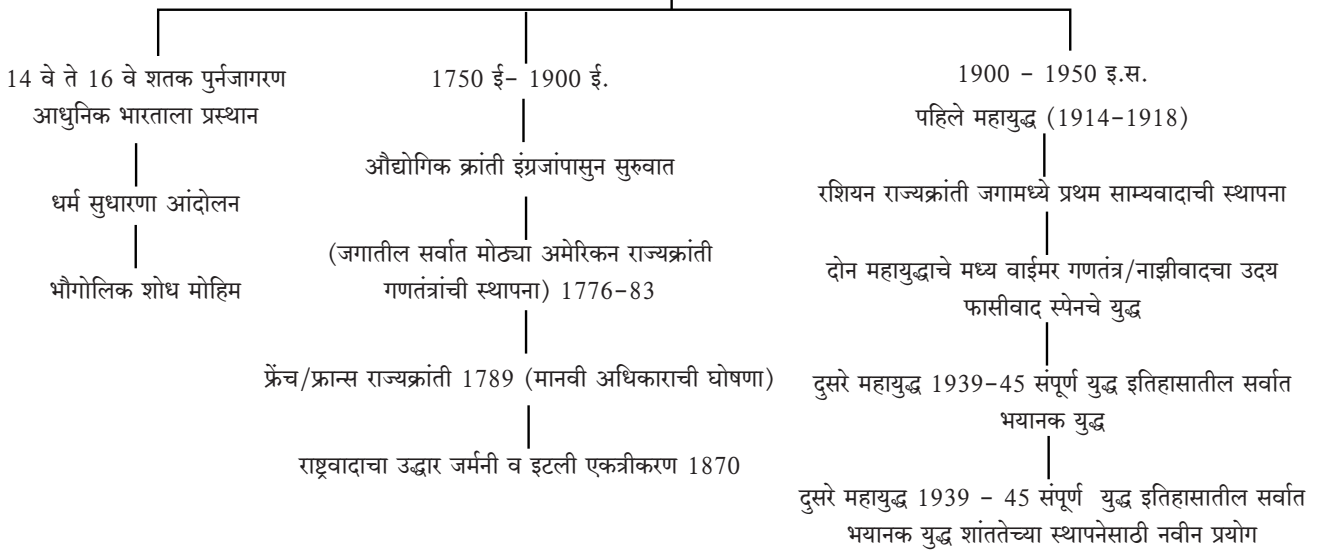 14 वे ते 16 वे शतक पुर्नजागरण
आधुनिक भारताला प्रस्थान
धर्म सुधारणा आंदोलन
भौगोलिक शोध मोहिम
1750 ई- 1900 ई.
औद्योगिक क्रांती इंग्रजांपासुन सुरुवात
(जगातील सर्वात मोठ्या अमेरिकन राज्यक्रांती
गणतंत्रांची स्थापना) 1776-83
फ्रेंच/फ्रान्स राज्यक्रांती 1789 (मानवी अधिकाराची घोषणा)
राष्ट्रवादाचा उद्धार जर्मनी व इटली एकत्रीकरण 1870
1900 - 1950 इ.स.
पहिले महायुद्ध (1914-1918)
रशियन राज्यक्रांती जगामध्ये प्रथम साम्यवादाची स्थापना
दोन महायुद्धाचे मध्य वाईमर गणतंत्र/नाझीवादचा उदय
फासीवाद स्पेनचे युद्ध
दुसरे महायुद्ध 1939-45 संपूर्ण युद्ध इतिहासातील सर्वात
भयानक युद्ध
दुसरे महायुद्ध 1939 - 45 संपूर्ण युद्ध इतिहासातील सर्वात
भयानक युद्ध शांततेच्या स्थापनेसाठी नवीन प्रयोग